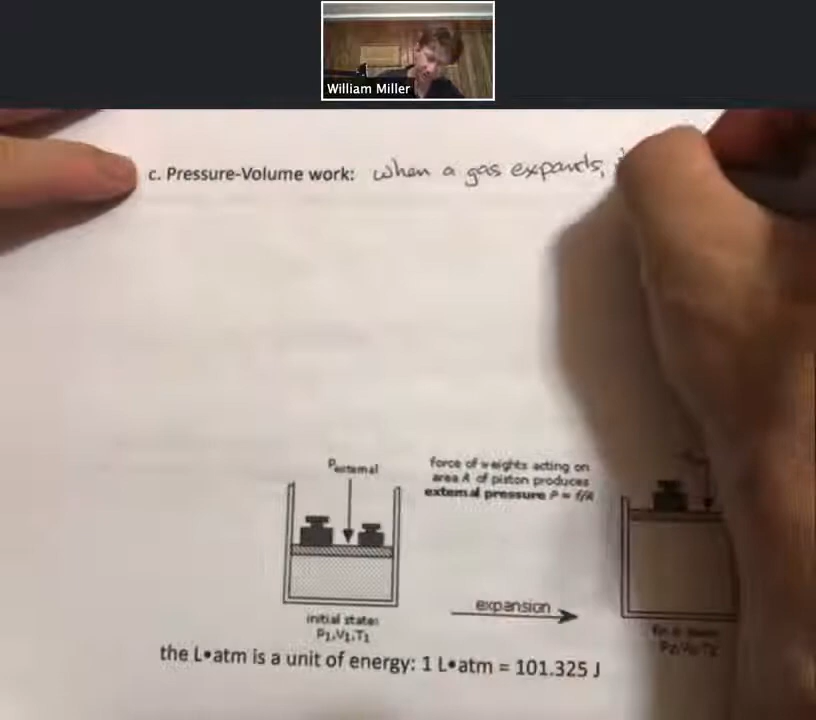 William Miller
c. Pressure-Volume work: when a gas expands,
Pexternal
force of weights acting on
area A of piston produces
external pressure P = f/A
expansion
initial state:
P1,V1,T1
the L•atm is a unit of energy: 1 L•atm = 101.325 J